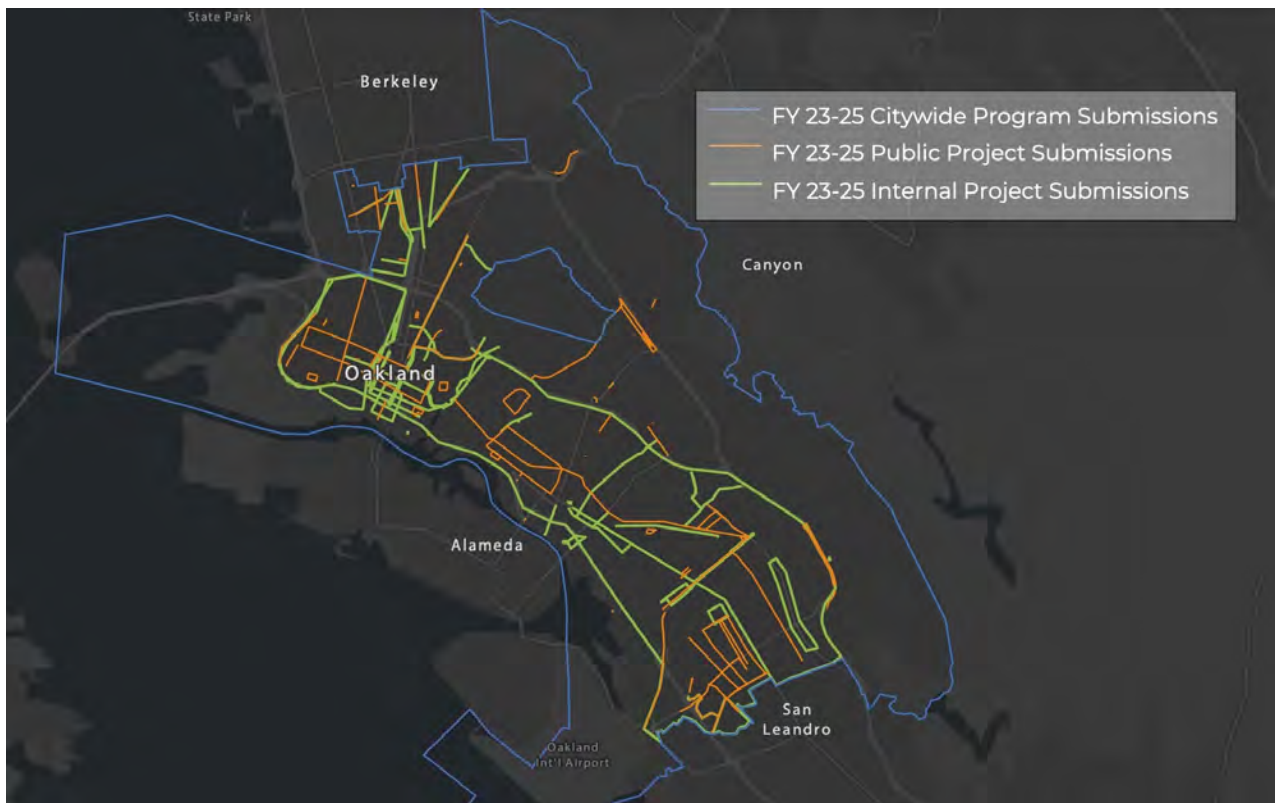 State Park
Berkeley
FY 23-25 Citywide Program Submissions
FY 23-25 Public Project Submissions
FY 23-25 Internal Project Submissions
Canyon
Oakland
Alameda
San
Leandro
Oakland
Int'l Airport